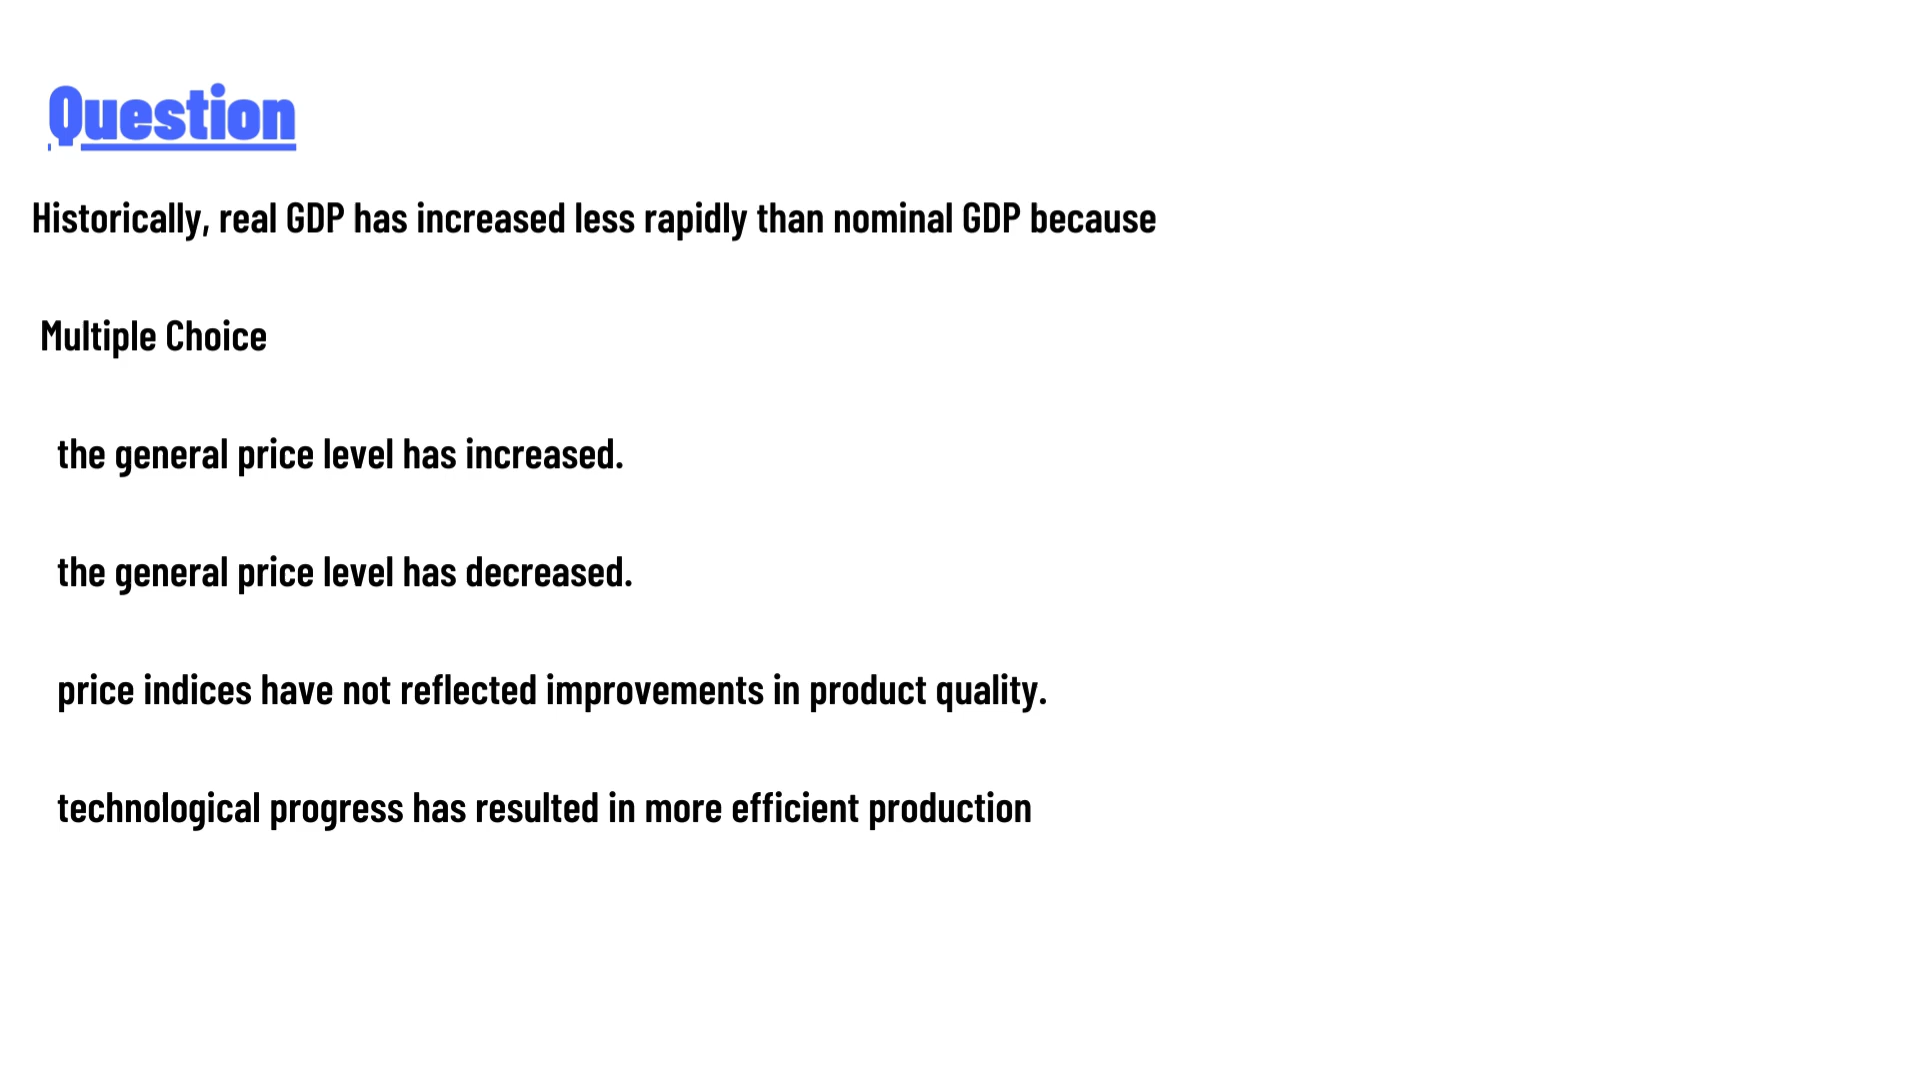 Question
Historically, real GDP has increased less rapidly than nominal GDP because
Multiple Choice
the general price level has increased.
the general price level has decreased.
price indices have not reflected improvements in product quality.
technological progress has resulted in more efficient production